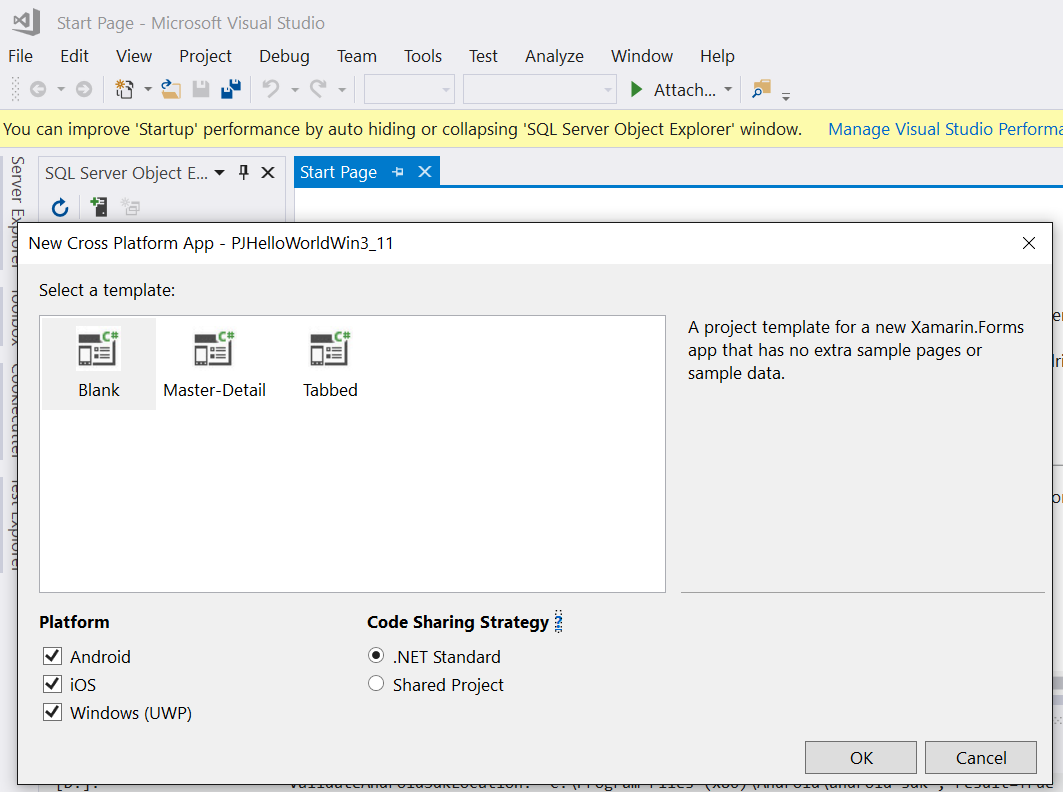 Start Page - Microsoft Visual Studio
File Edit View Project Debug Team Tools Test Analyze Window Help
Attach...
You can improve 'Startup' performance by auto hiding or collapsing 'SQL Server Object Explorer' window. Manage Visual Studio Performa
Server Explorer
SQL Server Object E...
Start Page
New Cross Platform App - PJHelloWorldWin3_11
Select a template:
C# C# C#
Blank Master-Detail Tabbed
A project template for a new Xamarin.Forms
app that has no extra sample pages or
sample data.
Toolbox
Cookiecutter
Test Explorer
Platform
Code Sharing Strategy ?
Android
iOS
Windows (UWP)
.NET Standard
Shared Project
OK Cancel